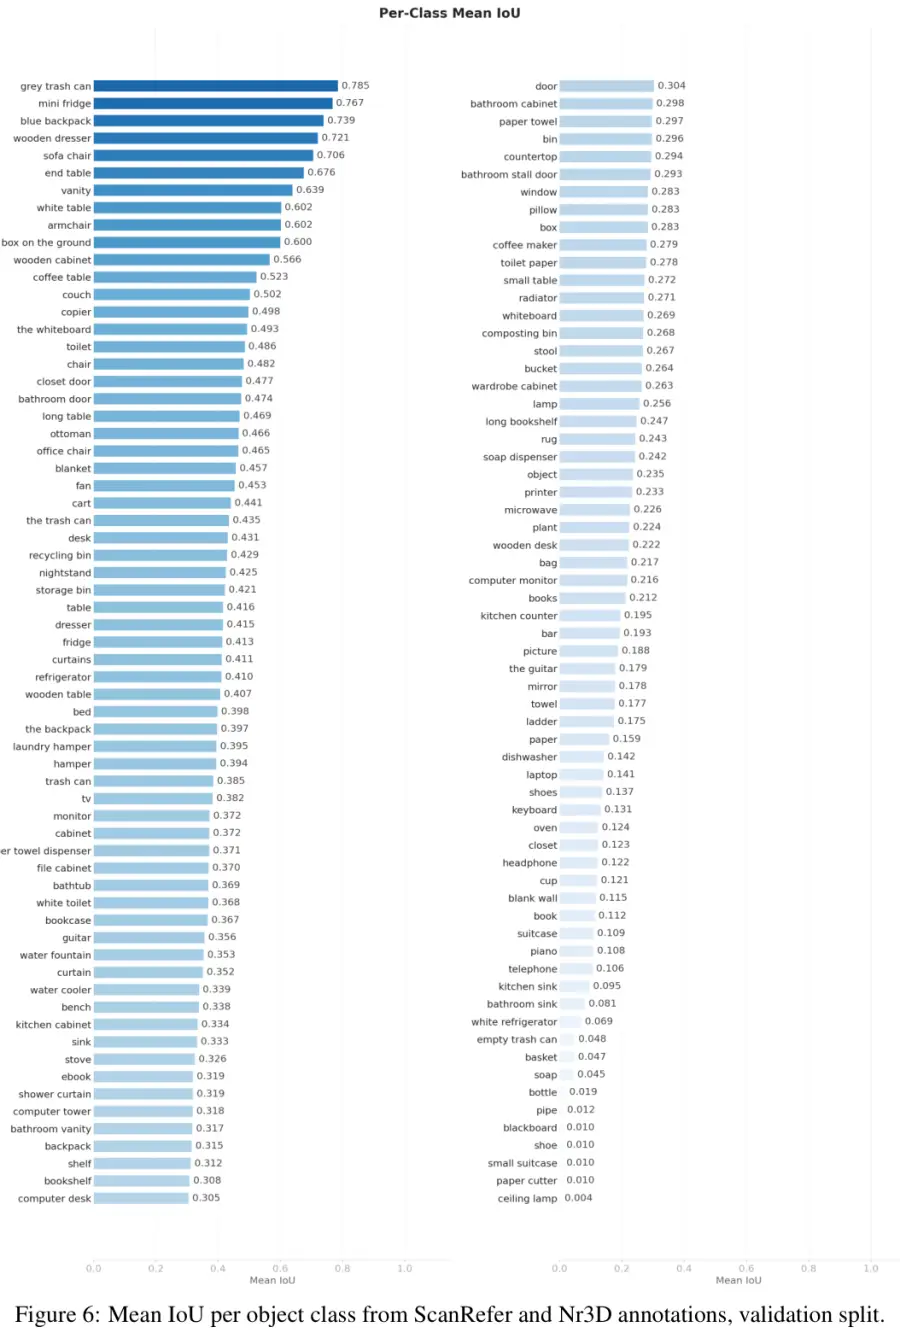 Per-Class Mean IoU
grey trash can 0.785
mini fridge 0.767
blue backpack 0.739
wooden dresser 0.721
sofa chair 0.706
end table 0.676
vanity 0.639
white table 0.602
armchair 0.602
box on the ground 0.600
wooden cabinet 0.566
coffee table 0.523
couch 0.502
copier 0.498
the whiteboard 0.493
toilet 0.486
chair 0.482
closet door 0.477
bathroom door 0.474
long table 0.469
ottoman 0.466
office chair 0.465
blanket 0.457
fan 0.453
cart 0.441
the trash can 0.435
desk 0.431
recycling bin 0.429
nightstand 0.425
storage bin 0.421
table 0.416
dresser 0.415
fridge 0.413
curtains 0.411
refrigerator 0.410
wooden table 0.407
bed 0.398
the backpack 0.397
laundry hamper 0.395
hamper 0.394
trash can 0.385
tv 0.382
monitor 0.372
cabinet 0.372
er towel dispenser 0.371
file cabinet 0.370
bathtub 0.369
white toilet 0.368
bookcase 0.367
guitar 0.356
water fountain 0.353
curtain 0.352
water cooler 0.339
bench 0.338
kitchen cabinet 0.334
sink 0.333
stove 0.326
ebook 0.319
shower curtain 0.319
computer tower 0.318
bathroom vanity 0.317
backpack 0.315
shelf 0.312
bookshelf 0.308
computer desk 0.305
0.0 0.2 0.4 0.6 0.8 1.0
Mean IoU
door 0.304
bathroom cabinet 0.298
paper towel 0.297
bin 0.296
countertop 0.294
bathroom stall door 0.293
window 0.283
pillow 0.283
box 0.283
coffee maker 0.279
toilet paper 0.278
small table 0.272
radiator 0.271
whiteboard 0.269
composting bin 0.268
stool 0.267
bucket 0.264
wardrobe cabinet 0.263
lamp 0.256
long bookshelf 0.247
rug 0.243
soap dispenser 0.242
object 0.235
printer 0.233
microwave 0.226
plant 0.224
wooden desk 0.222
bag 0.217
computer monitor 0.216
books 0.212
kitchen counter 0.195
bar 0.193
picture 0.188
the guitar 0.179
mirror 0.178
towel 0.177
ladder 0.175
paper 0.159
dishwasher 0.142
laptop 0.141
shoes 0.137
keyboard 0.131
oven 0.124
closet 0.123
headphone 0.122
cup 0.121
blank wall 0.115
book 0.112
suitcase 0.109
piano 0.108
telephone 0.106
kitchen sink 0.095
bathroom sink 0.081
white refrigerator 0.069
empty trash can 0.048
basket 0.047
soap 0.045
bottle 0.019
pipe 0.012
blackboard 0.010
shoe 0.010
small suitcase 0.010
paper cutter 0.010
ceiling lamp 0.004
0.0 0.2 0.4 0.6 0.8 1.0
Mean IoU
Figure 6: Mean IoU per object class from ScanRefer and Nr3D annotations, validation split.